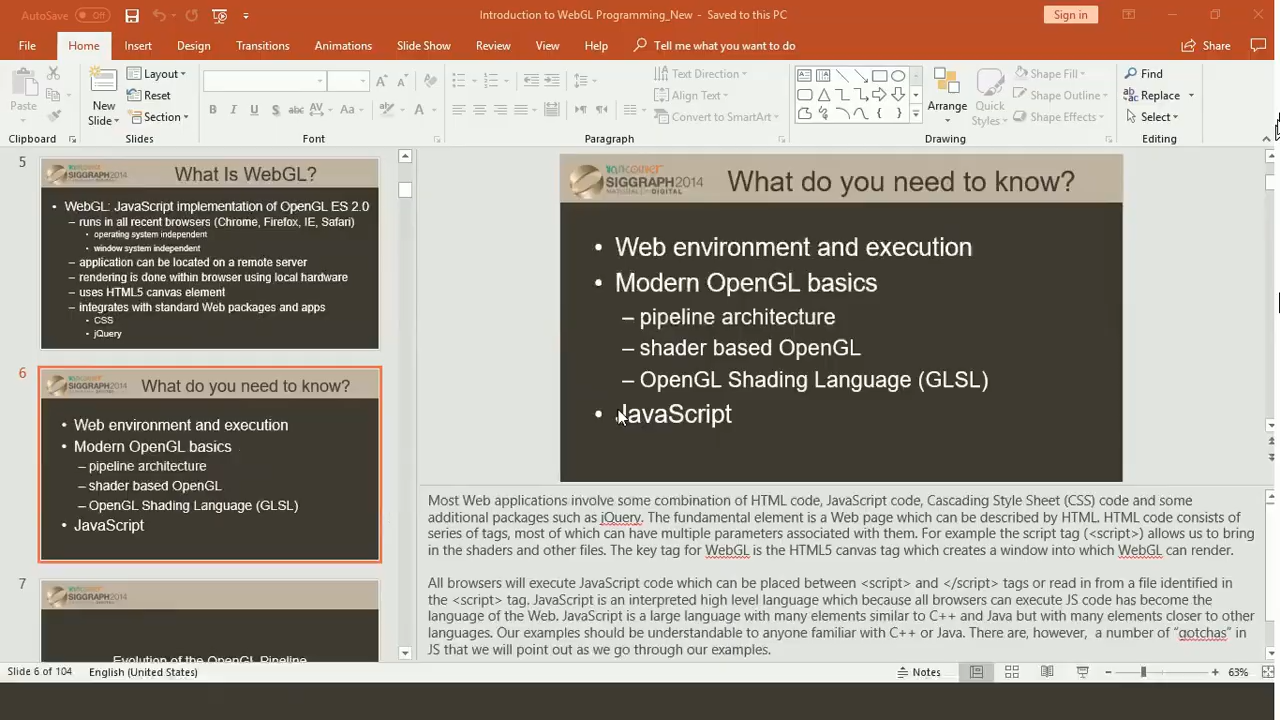 AutoSave Off
Introduction to WebGL Programming_New - Saved to this PC
Sign in
File Home Insert Design Transitions Animations Slide Show Review View Help Tell me what you want to do Share
Paste
New Slide
Layout
Reset
Section
B I U S abc AV Aa A
Text Direction
Align Text
Convert to SmartArt
Arrange
Quick Styles
Shape Fill
Shape Outline
Shape Effects
Find
Replace
Select
Clipboard Slides Font Paragraph Drawing Editing
5
SIGGRAPH2014
What Is WebGL?
• WebGL: JavaScript implementation of OpenGL ES 2.0
– runs in all recent browsers (Chrome, Firefox, IE, Safari)
• operating system independent
• window system independent
– application can be located on a remote server
– rendering is done within browser using local hardware
– uses HTML5 canvas element
– integrates with standard Web packages and apps
• CSS
• jQuery
6
SIGGRAPH2014
What do you need to know?
• Web environment and execution
• Modern OpenGL basics
– pipeline architecture
– shader based OpenGL
– OpenGL Shading Language (GLSL)
• JavaScript
7
SIGGRAPH2014
Evolution of the OpenGL Pipeline
VANCOUVER
SIGGRAPH2014
What do you need to know?
• Web environment and execution
• Modern OpenGL basics
– pipeline architecture
– shader based OpenGL
– OpenGL Shading Language (GLSL)
• JavaScript
Most Web applications involve some combination of HTML code, JavaScript code, Cascading Style Sheet (CSS) code and some
additional packages such as jQuery. The fundamental element is a Web page which can be described by HTML. HTML code consists of
series of tags, most of which can have multiple parameters associated with them. For example the script tag (<script>) allows us to bring
in the shaders and other files. The key tag for WebGL is the HTML5 canvas tag which creates a window into which WebGL can render.
All browsers will execute JavaScript code which can be placed between <script> and </script> tags or read in from a file identified in
the <script> tag. JavaScript is an interpreted high level language which because all browsers can execute JS code has become the
language of the Web. JavaScript is a large language with many elements similar to C++ and Java but with many elements closer to other
languages. Our examples should be understandable to anyone familiar with C++ or Java. There are, however, a number of "gotchas" in
JS that we will point out as we go through our examples.
Slide 6 of 104 English (United States) Notes 63%